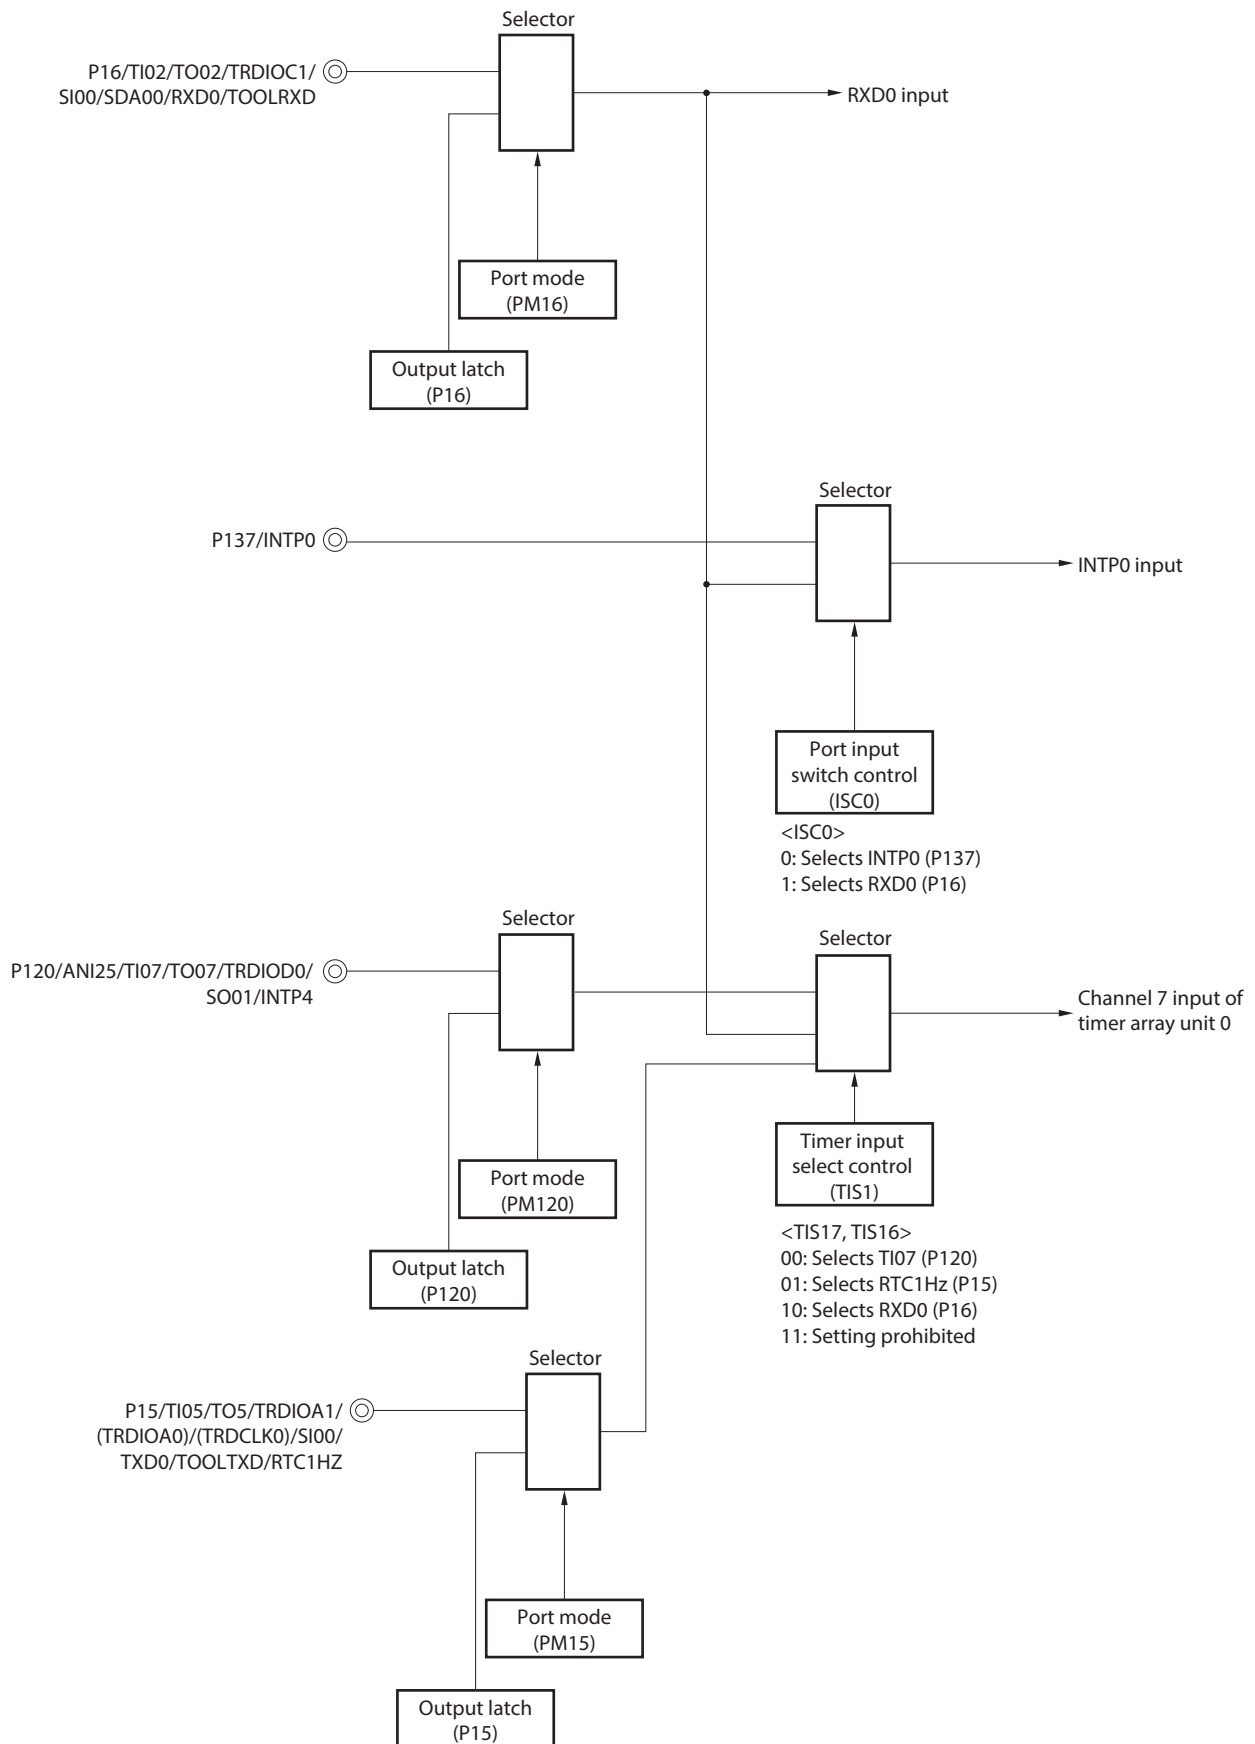 Selector
P16/TI02/TO02/TRDIOC1/
SI00/SDA00/RXD0/TOOLRXD
RXD0 input
Port mode
(PM16)
Output latch
(P16)
Selector
P137/INTP0
INTP0 input
Port input
switch control
(ISC0)
<ISC0>
0: Selects INTP0 (P137)
1: Selects RXD0 (P16)
Selector
Selector
P120/ANI25/TI07/TO07/TRDIOD0/
SO01/INTP4
Channel 7 input of
timer array unit 0
Port mode
(PM120)
Output latch
(P120)
Timer input
select control
(TIS1)
<TIS17, TIS16>
00: Selects TI07 (P120)
01: Selects RTC1Hz (P15)
10: Selects RXD0 (P16)
11: Setting prohibited
Selector
P15/TI05/TO5/TRDIOA1/
(TRDIOA0)/(TRDCLK0)/SI00/
TXD0/TOOLTXD/RTC1HZ
Port mode
(PM15)
Output latch
(P15)